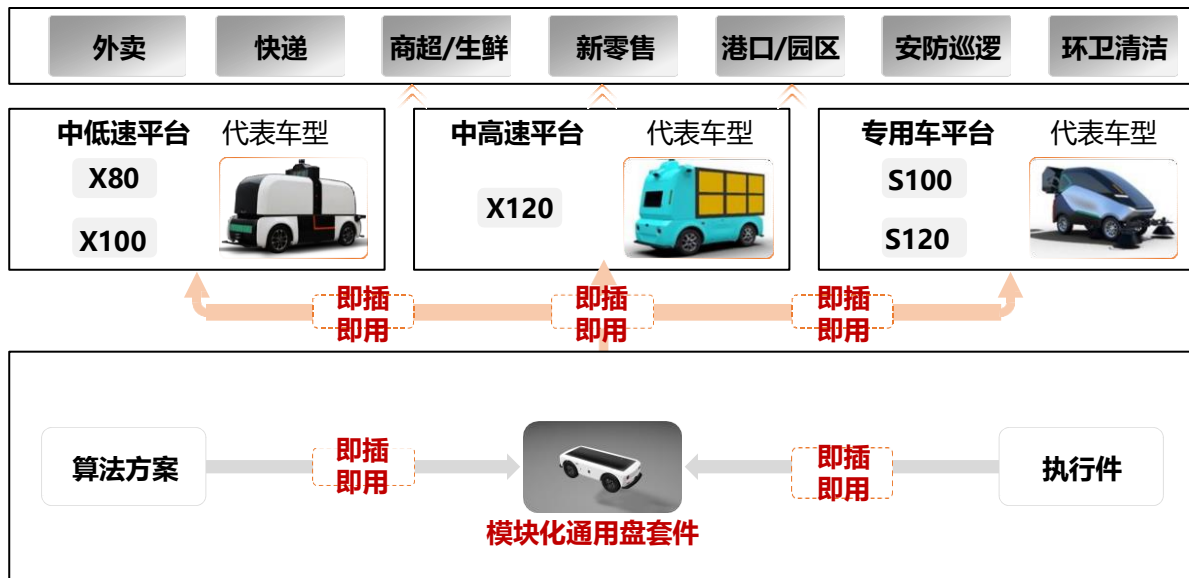 外卖
快递
商超/生鲜
新零售
港口/园区
安防巡逻
环卫清洁
中低速平台
代表车型
X80
X100
中高速平台
代表车型
X120
专用车平台
代表车型
S100
S120
即插
即用
即插
即用
即插
即用
算法方案
即插
即用
模块化通用盘套件
即插
即用
执行件